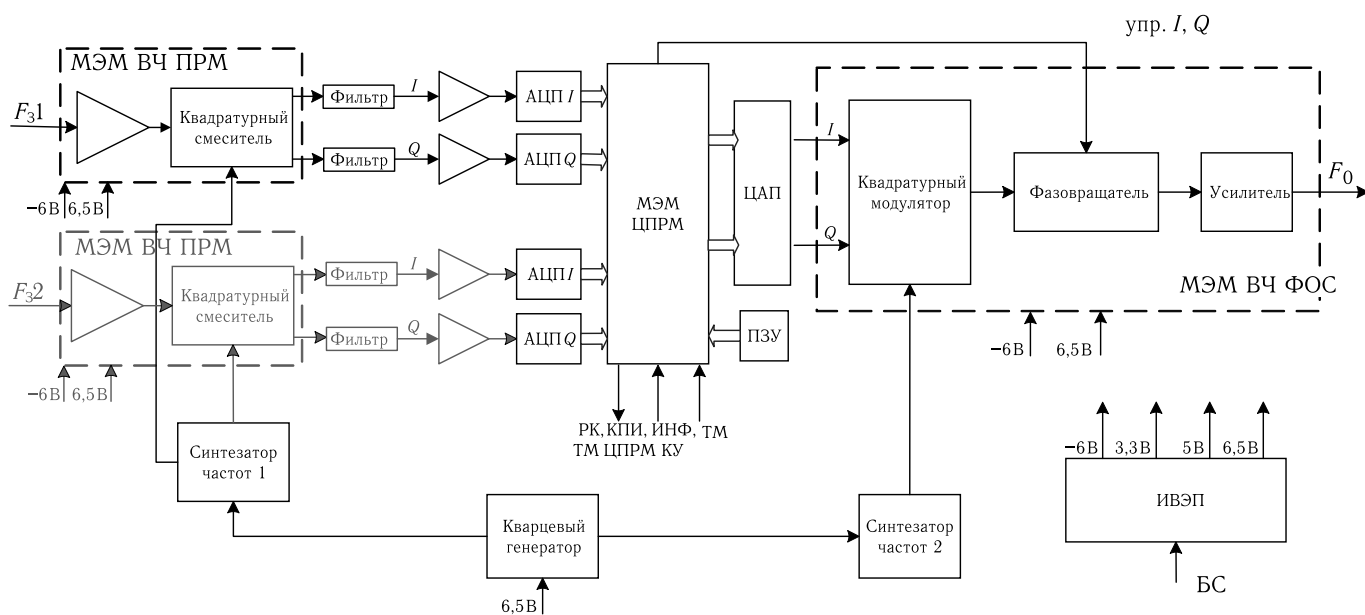 упр. I, Q
МЭМ ВЧ ПРМ
Fз1
Квадратурный
смеситель
Фильтр
I
АЦП I
Фильтр
Q
АЦП Q
−6В
6,5В
МЭМ
ЦПРМ
ЦАП
I
Q
Квадратурный
модулятор
Фазовращатель
Усилитель
F0
МЭМ ВЧ ФОС
−6В
6,5В
МЭМ ВЧ ПРМ
Fз2
Квадратурный
смеситель
Фильтр
I
АЦП I
Фильтр
Q
АЦП Q
−6В
6,5В
ПЗУ
РК, КПИ, ИНФ, ТМ
ТМ ЦПРМ КУ
Синтезатор
частот 1
Кварцевый
генератор
6,5В
Синтезатор
частот 2
−6В
3,3В
5В
6,5В
ИВЭП
БС